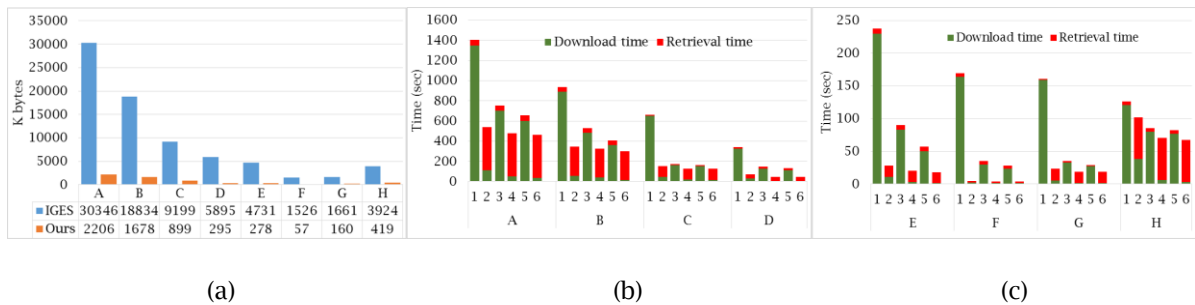 35000
30000
25000
20000
15000
10000
5000
0
K bytes
A B C D E F G H
IGES 30346 18834 9199 5895 4731 1526 1661 3924
Ours 2206 1678 899 295 278 57 160 419
(a)
1600
1400
1200
1000
800
600
400
200
0
Time (sec)
Download time Retrieval time
1 2 3 4 5 6 1 2 3 4 5 6 1 2 3 4 5 6 1 2 3 4 5 6
A B C D
(b)
250
200
150
100
50
0
Time (sec)
Download time Retrieval time
1 2 3 4 5 6 1 2 3 4 5 6 1 2 3 4 5 6 1 2 3 4 5 6
E F G H
(c)